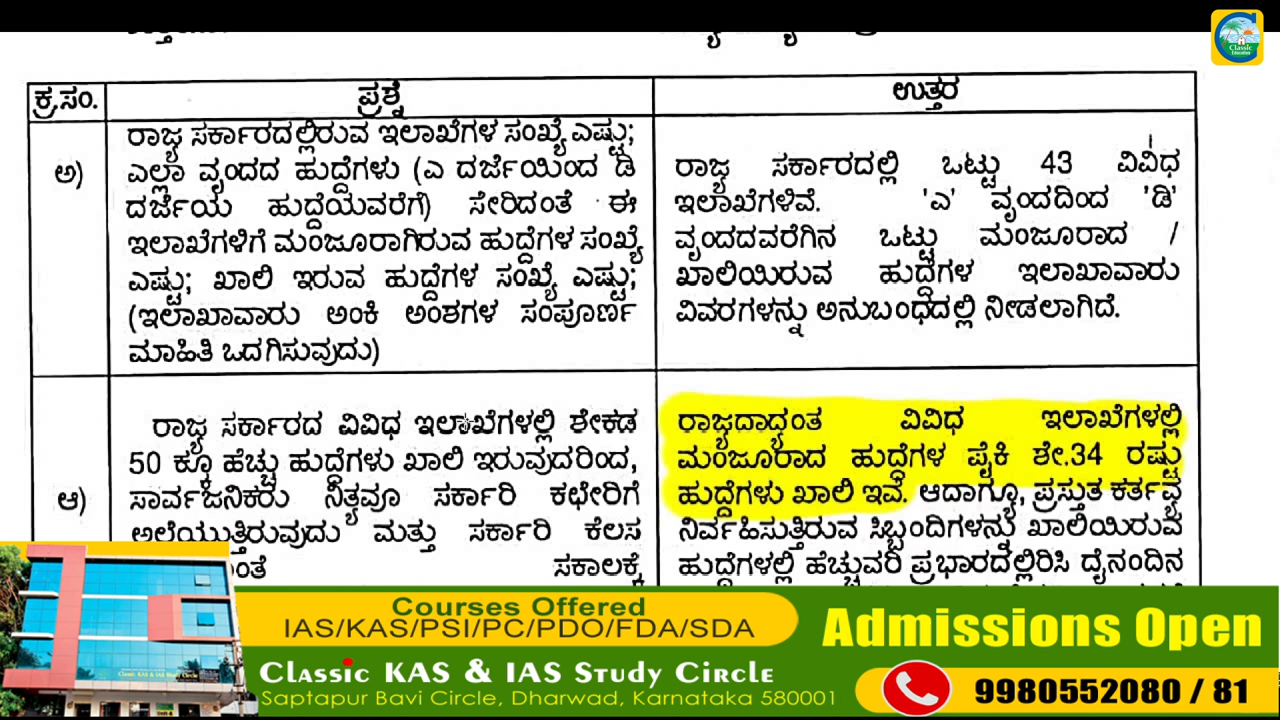 ಕ್ರ.ಸಂ. ಪ್ರಶ್ನೆ ಉತ್ತರ
ಅ)
ರಾಜ್ಯ ಸರ್ಕಾರದಲ್ಲಿರುವ ಇಲಾಖೆಗಳ ಸಂಖ್ಯೆ ಎಷ್ಟು;
ಎಲ್ಲಾ ವೃಂದದ ಹುದ್ದೆಗಳು (ಎ ದರ್ಜೆಯಿಂದ ಡಿ
ದರ್ಜೆಯ ಹುದ್ದೆಯವರೆಗೆ) ಸೇರಿದಂತೆ ಈ
ಇಲಾಖೆಗಳಿಗೆ ಮಂಜೂರಾಗಿರುವ ಹುದ್ದೆಗಳ ಸಂಖ್ಯೆ
ಎಷ್ಟು; ಖಾಲಿ ಇರುವ ಹುದ್ದೆಗಳ ಸಂಖ್ಯೆ ಎಷ್ಟು;
(ಇಲಾಖಾವಾರು ಅಂಕಿ ಅಂಶಗಳ ಸಂಪೂರ್ಣ
ಮಾಹಿತಿ ಒದಗಿಸುವುದು)
ರಾಜ್ಯ ಸರ್ಕಾರದಲ್ಲಿ ಒಟ್ಟು 43 ವಿವಿಧ
ಇಲಾಖೆಗಳಿವೆ. 'ಎ' ವೃಂದದಿಂದ 'ಡಿ'
ವೃಂದದವರೆಗಿನ ಒಟ್ಟು ಮಂಜೂರಾದ /
ಖಾಲಿಯಿರುವ ಹುದ್ದೆಗಳ ಇಲಾಖಾವಾರು
ವಿವರಗಳನ್ನು ಅನುಬಂಧದಲ್ಲಿ ನೀಡಲಾಗಿದೆ.
ಆ)
ರಾಜ್ಯ ಸರ್ಕಾರದ ವಿವಿಧ ಇಲಾಖೆಗಳಲ್ಲಿ ಶೇಕಡ
50 ಕ್ಕೂ ಹೆಚ್ಚು ಹುದ್ದೆಗಳು ಖಾಲಿ ಇರುವುದರಿಂದ,
ಸಾರ್ವಜನಿಕರು ನಿತ್ಯವೂ ಸರ್ಕಾರಿ ಕಛೇರಿಗೆ
ಅಲೆಯುತ್ತಿರುವುದು ಮತ್ತು ಸರ್ಕಾರಿ ಕೆಲಸ
ಸಕಾಲಕ್ಕೆ
ರಾಜ್ಯದಾದ್ಯಂತ ವಿವಿಧ ಇಲಾಖೆಗಳಲ್ಲಿ
ಮಂಜೂರಾದ ಹುದ್ದೆಗಳ ಪೈಕಿ ಶೇ.34 ರಷ್ಟು
ಹುದ್ದೆಗಳು ಖಾಲಿ ಇವೆ. ಆದಾಗ್ಯೂ, ಪ್ರಸ್ತುತ ಕರ್ತವ್ಯ
ನಿರ್ವಹಿಸುತ್ತಿರುವ ಸಿಬ್ಬಂದಿಗಳನ್ನು ಖಾಲಿಯಿರುವ
ಹುದ್ದೆಗಳಲ್ಲಿ ಹೆಚ್ಚುವರಿ ಪ್ರಭಾರದಲ್ಲಿರಿಸಿ ದೈನಂದಿನ
Courses Offered
IAS/KAS/PSI/PC/PDO/FDA/SDA
Classic KAS & IAS Study Circle
Saptapur Bavi Circle, Dharwad, Karnataka 580001
Admissions Open
9980552080 / 81
Classic
Education